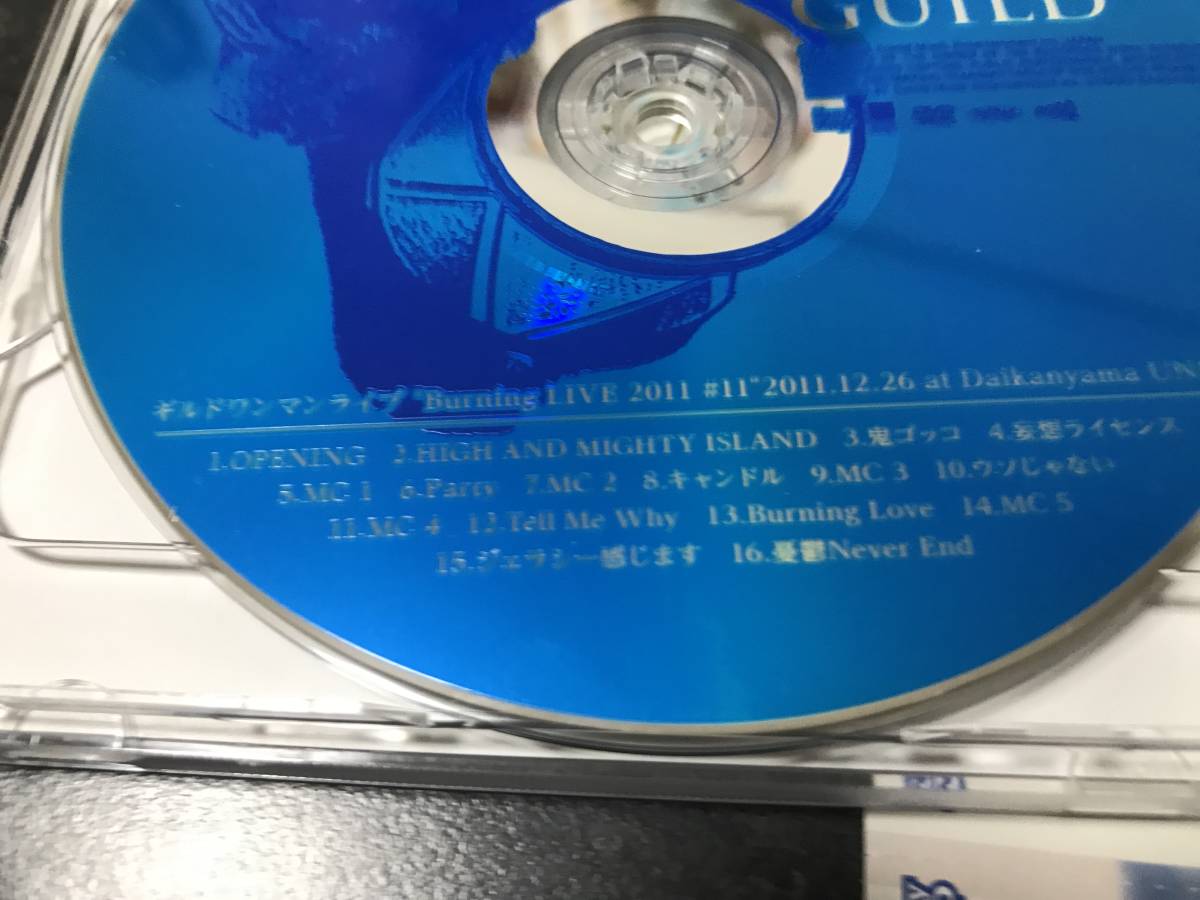 GUILD
ギルドワンマンライブ "Burning LIVE 2011 #11" 2011.12.26 at Daikanyama
1.OPENING 2.HIGH AND MIGHTY ISLAND 3.鬼ゴッコ 4.妄想ライセンス
5.MC 1 6.Party 7.MC 2 8.キャンドル 9.MC 3 10.ウソじゃない
11.MC 4 12.Tell Me Why 13.Burning Love 14.MC 5
15.ジェラシー感じます 16.憂鬱Never End